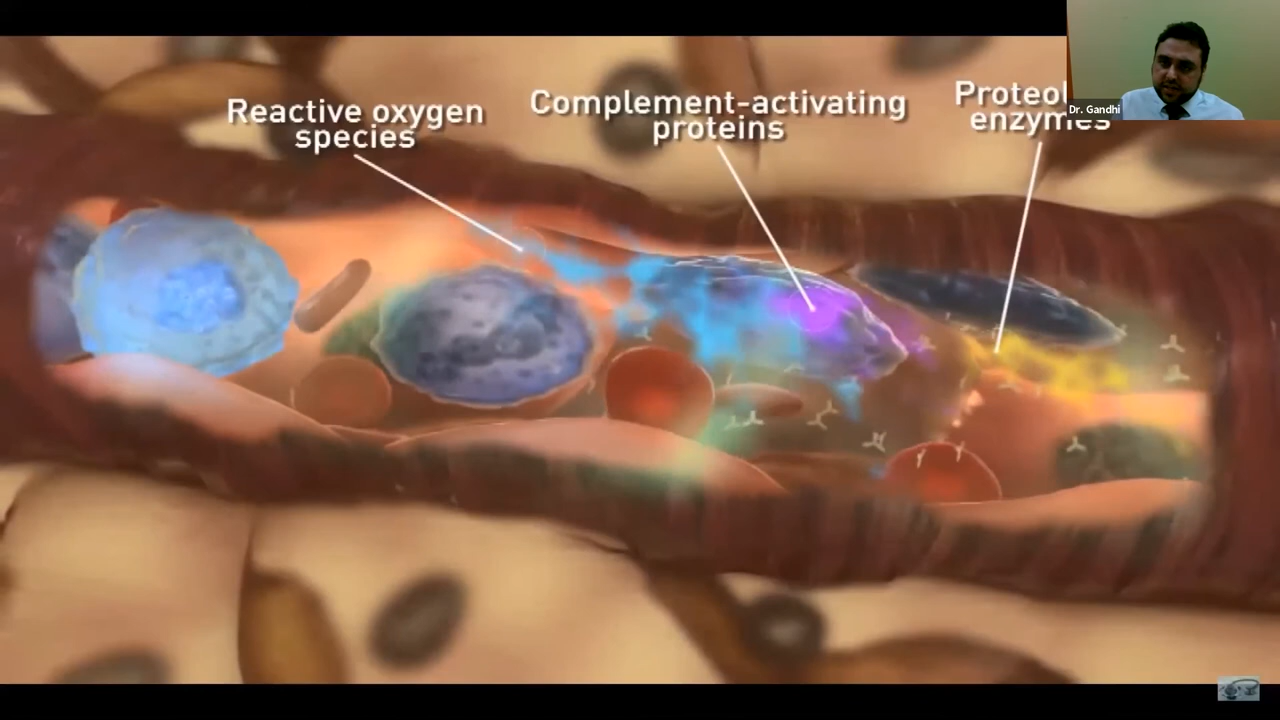 Reactive oxygen
species
Complement-activating
proteins
enzymes
Dr. Gandhi